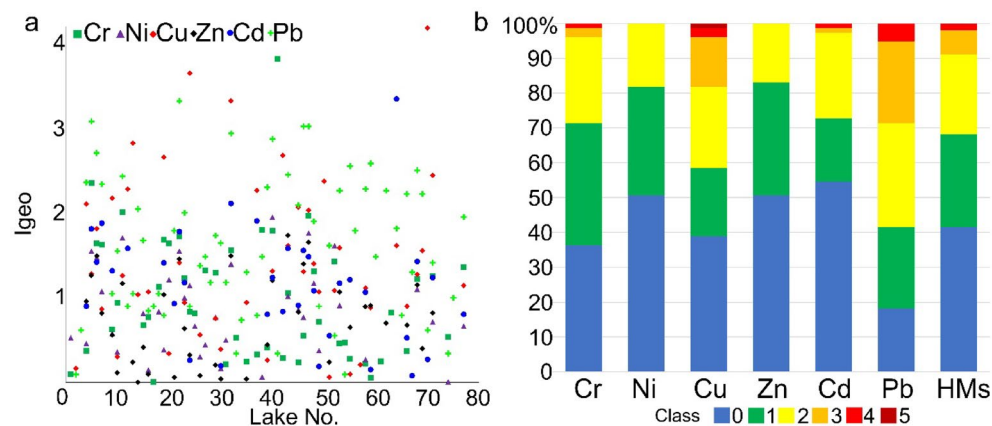 a
Igeo
4
3
2
1
Cr Ni Cu Zn Cd Pb
0 10 20 30 40 50 60 70 80
Lake No.
b
100%
90
80
70
60
50
40
30
20
10
0
Cr Ni Cu Zn Cd Pb HMs
Class 0 1 2 3 4 5